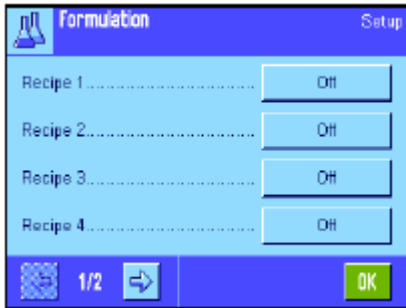 Formulation Setup
Recipe 1 Off
Recipe 2 Off
Recipe 3 Off
Recipe 4 Off
1/2 OK